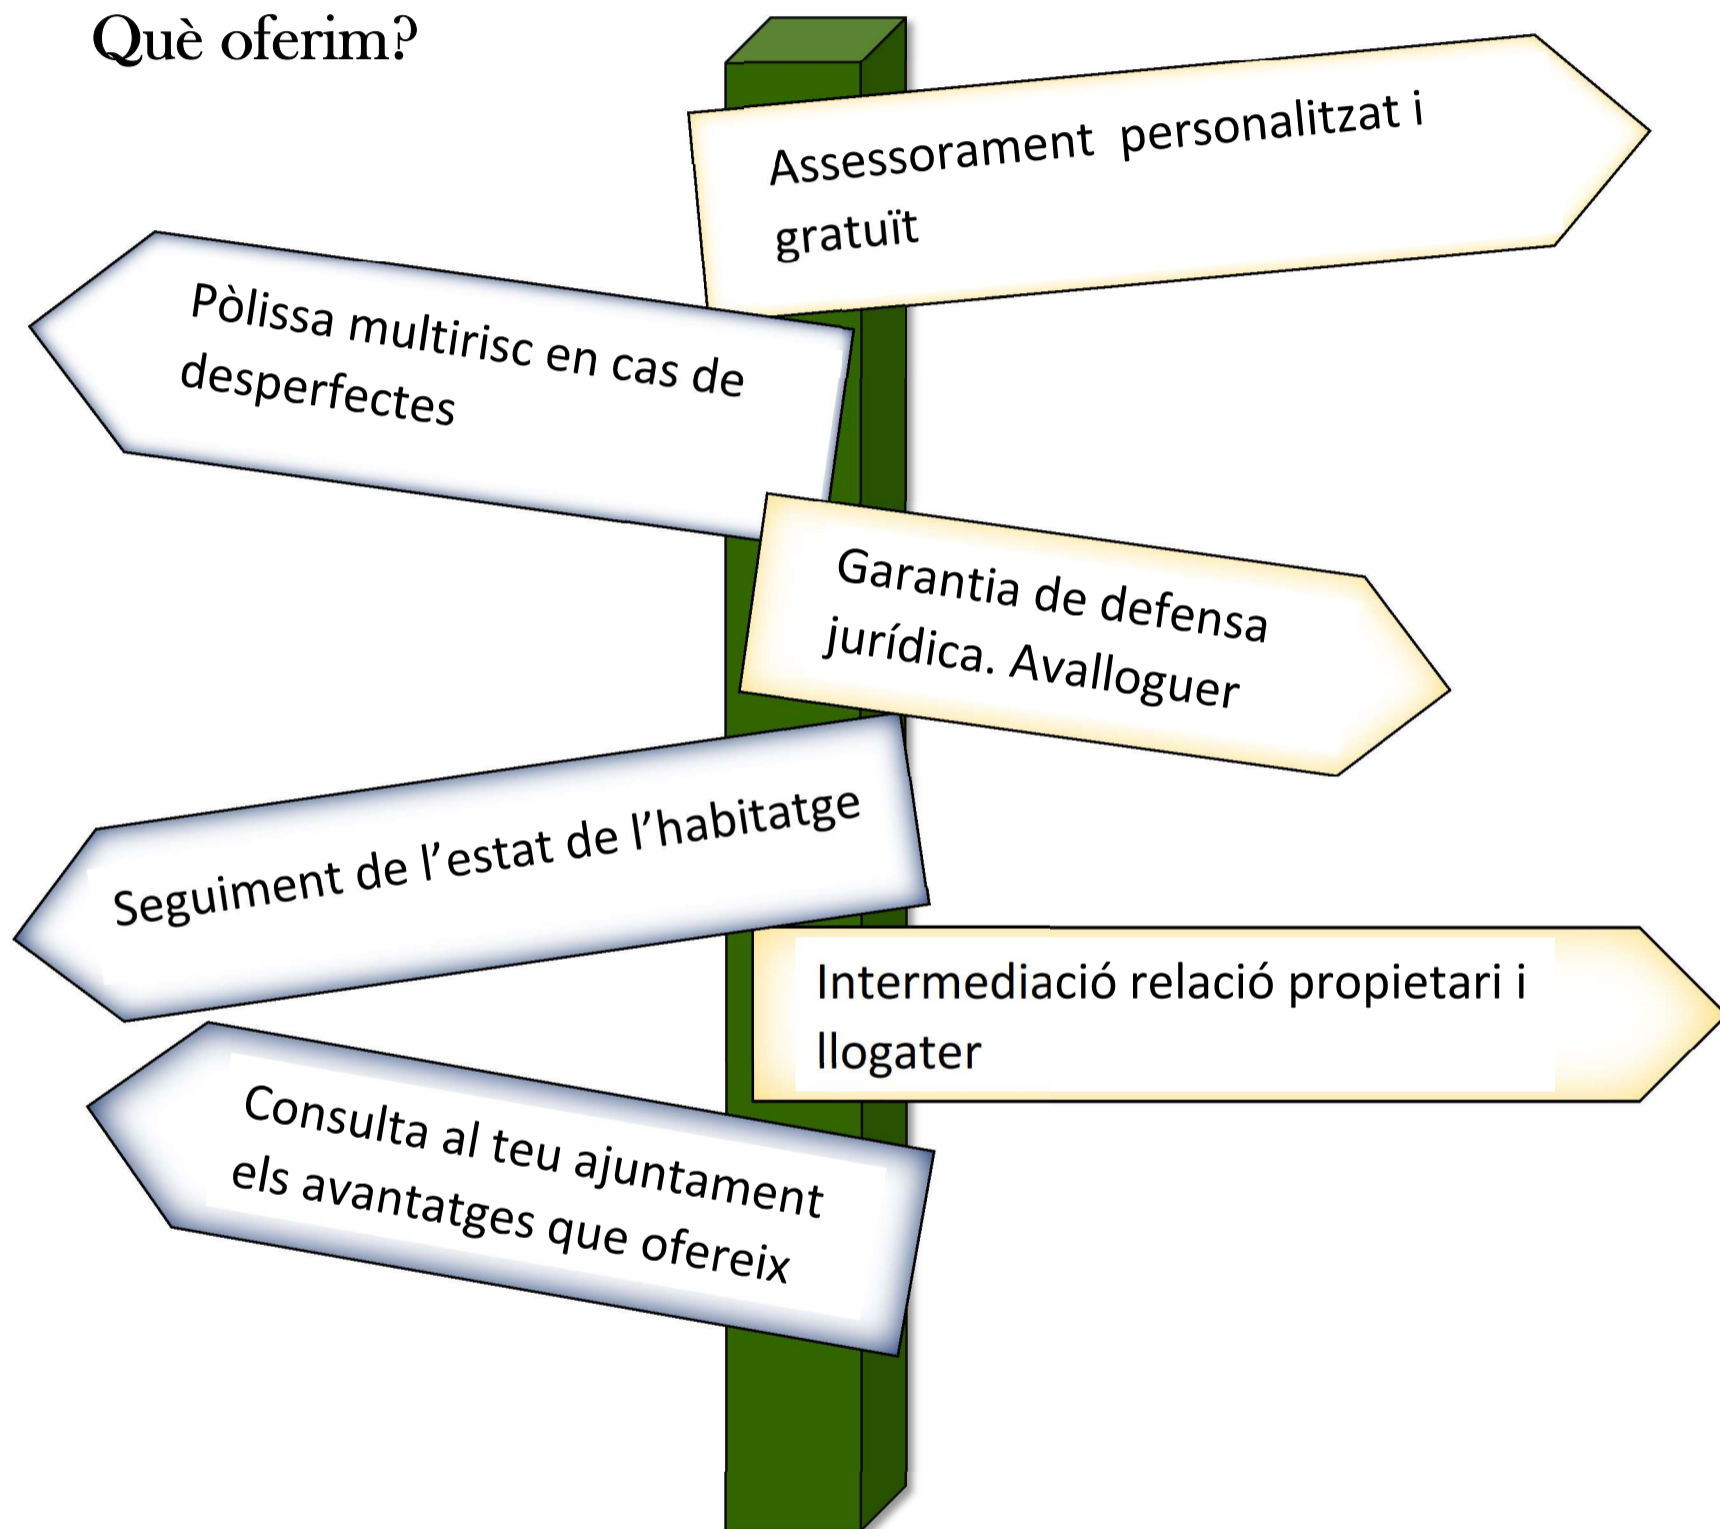 Què oferim?
Assessorament personalitzat i
gratuït
Pòlissa multirisc en cas de
desperfectes
Garantia de defensa
jurídica. Avalloguer
Seguiment de l’estat de l’habitatge
Intermediació relació propietari i
llogater
Consulta al teu ajuntament
els avantatges que ofereix